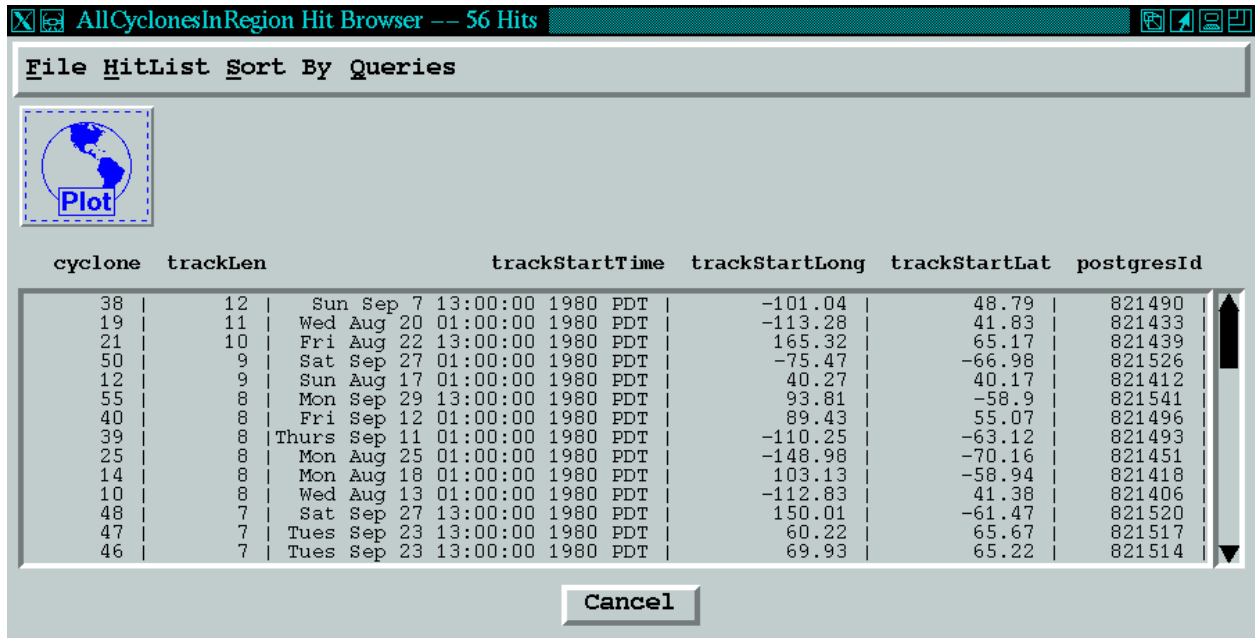 AllCyclonesInRegion Hit Browser -- 56 Hits
File HitList Sort By Queries
Plot
cyclone trackLen trackStartTime trackStartLong trackStartLat postgresId
38 | 12 | Sun Sep 7 13:00:00 1980 PDT | -101.04 | 48.79 | 821490 |
19 | 11 | Wed Aug 20 01:00:00 1980 PDT | -113.28 | 41.83 | 821433 |
21 | 10 | Fri Aug 22 13:00:00 1980 PDT | 165.32 | 65.17 | 821439 |
50 | 9 | Sat Sep 27 01:00:00 1980 PDT | -75.47 | -66.98 | 821526 |
12 | 9 | Sun Aug 17 01:00:00 1980 PDT | 40.27 | 40.17 | 821412 |
55 | 8 | Mon Sep 29 13:00:00 1980 PDT | 93.81 | -58.9 | 821541 |
40 | 8 | Fri Sep 12 01:00:00 1980 PDT | 89.43 | 55.07 | 821496 |
39 | 8 |Thurs Sep 11 01:00:00 1980 PDT | -110.25 | -63.12 | 821493 |
25 | 8 | Mon Aug 25 01:00:00 1980 PDT | -148.98 | -70.16 | 821451 |
14 | 8 | Mon Aug 18 01:00:00 1980 PDT | 103.13 | -58.94 | 821418 |
10 | 8 | Wed Aug 13 01:00:00 1980 PDT | -112.83 | 41.38 | 821406 |
48 | 7 | Sat Sep 27 13:00:00 1980 PDT | 150.01 | -61.47 | 821520 |
47 | 7 | Tues Sep 23 13:00:00 1980 PDT | 60.22 | 65.67 | 821517 |
46 | 7 | Tues Sep 23 13:00:00 1980 PDT | 69.93 | 65.22 | 821514 |
Cancel